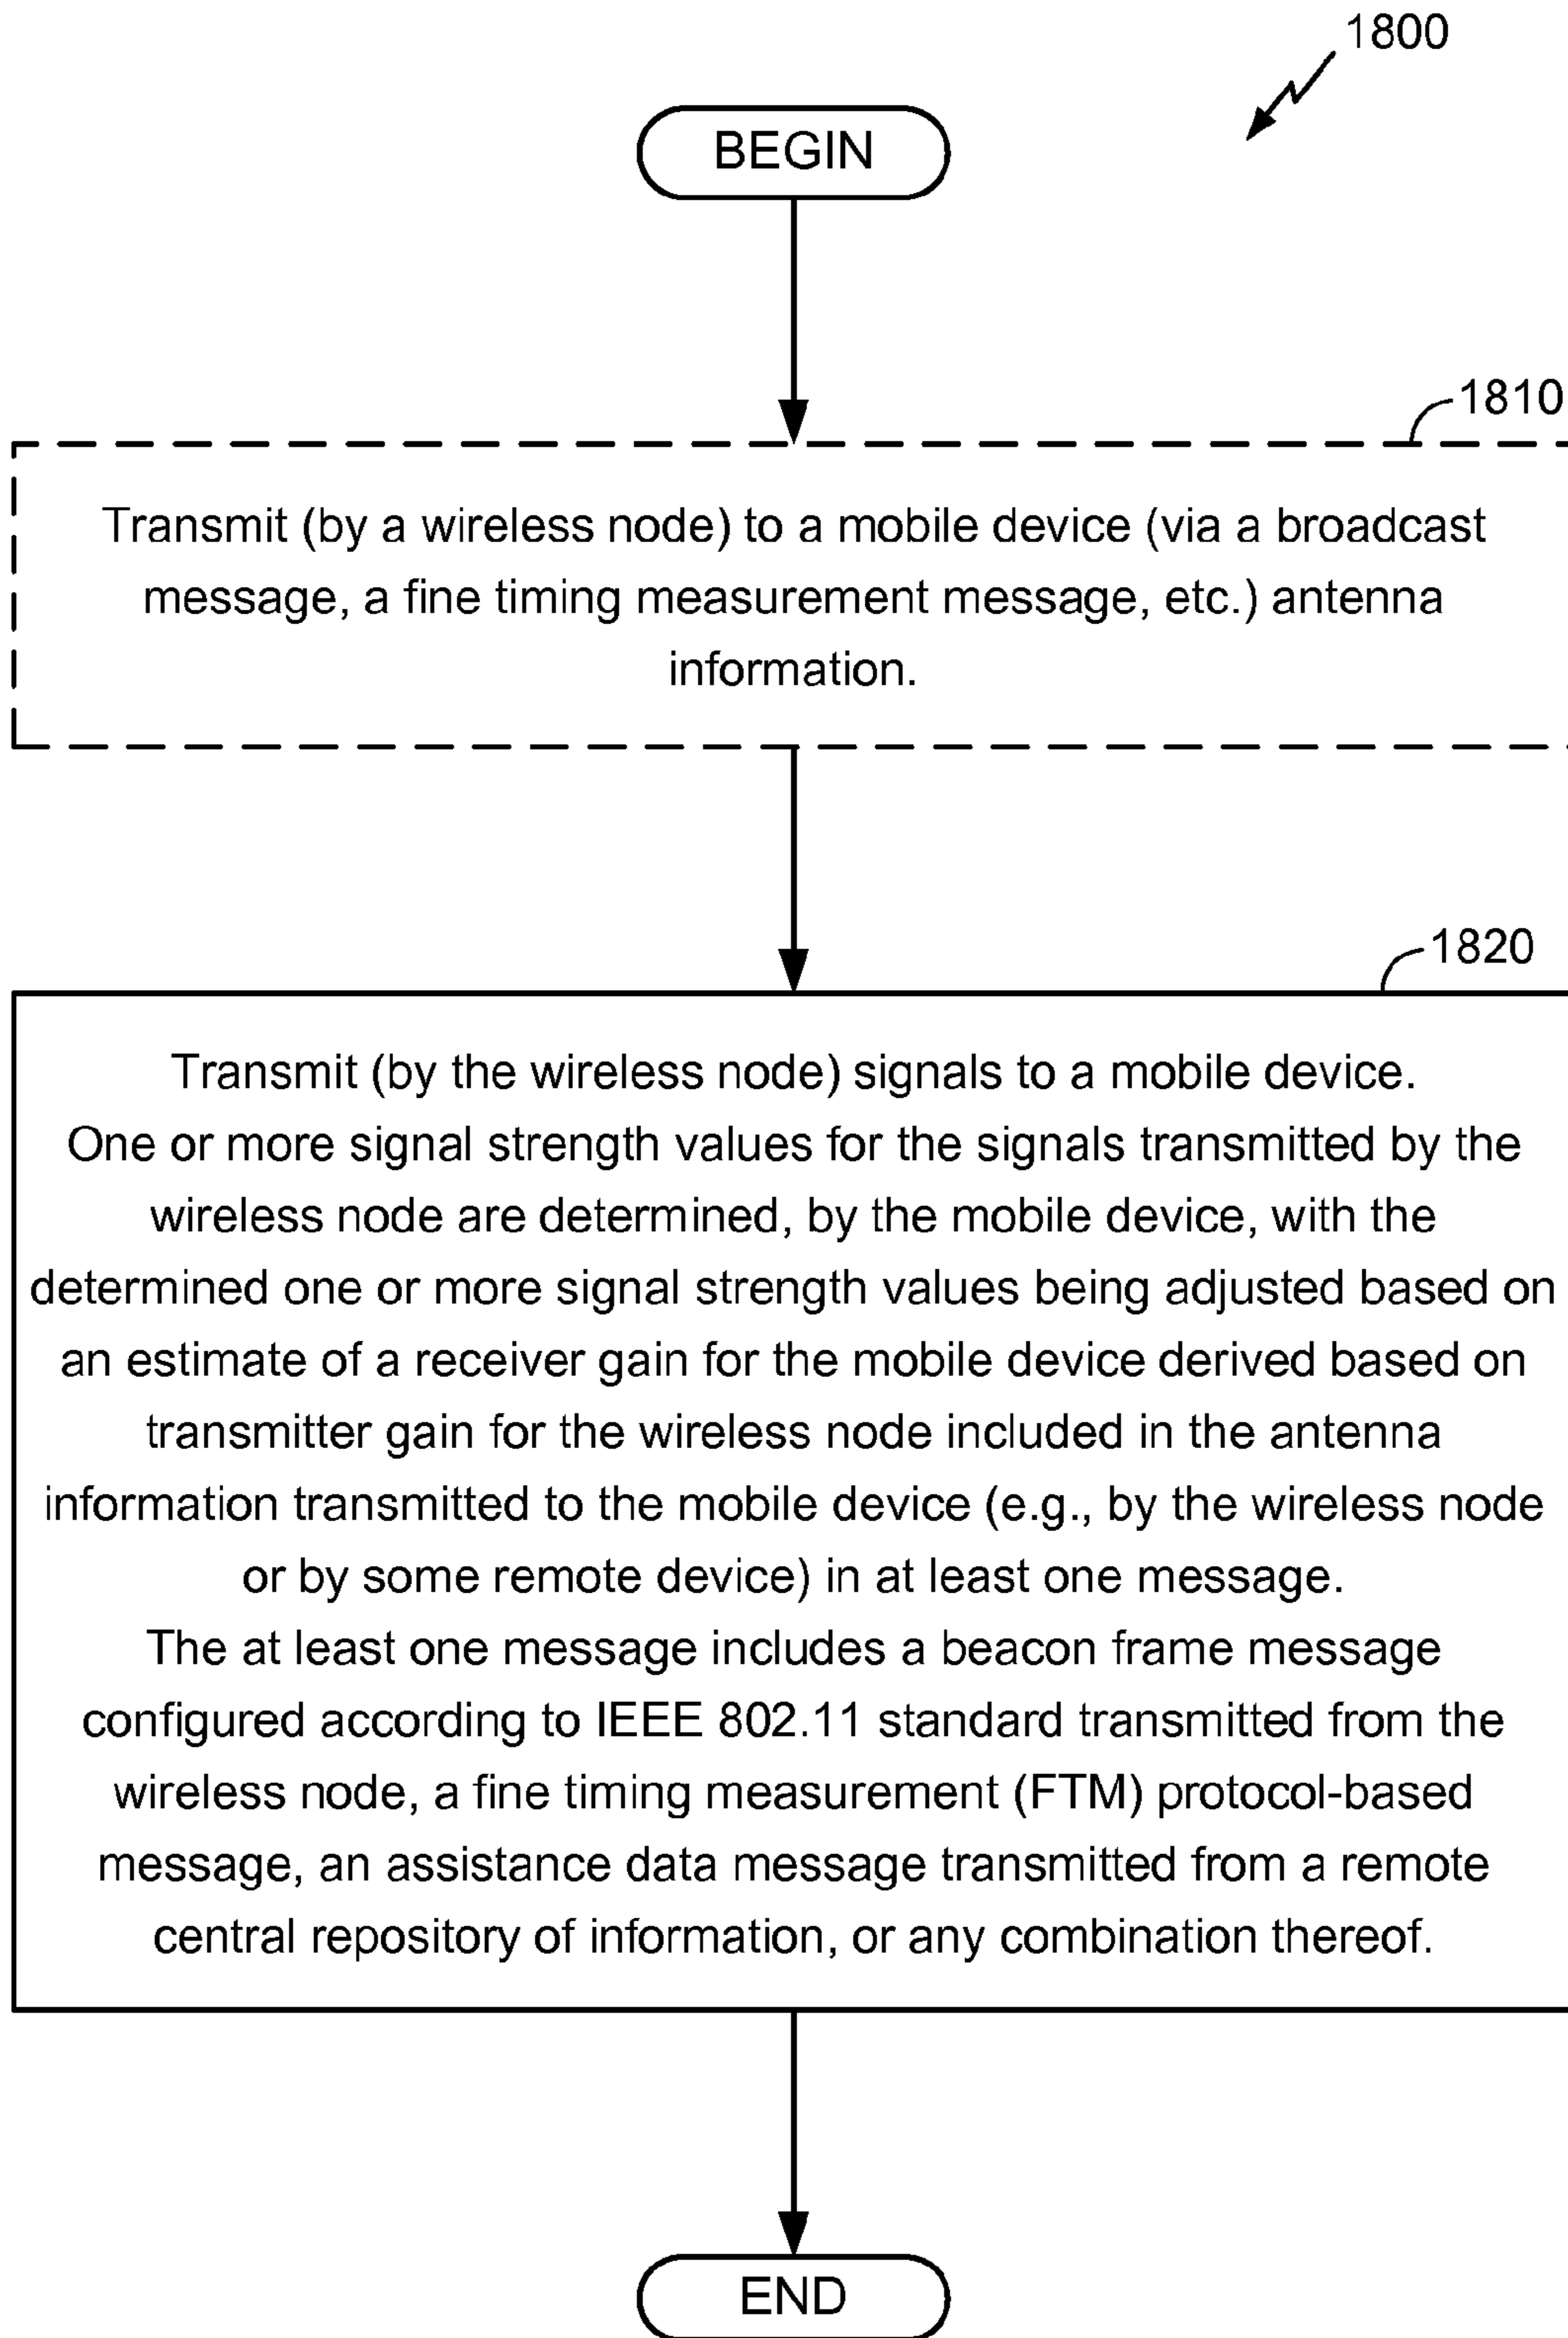 1800
BEGIN
1810
Transmit (by a wireless node) to a mobile device (via a broadcast
message, a fine timing measurement message, etc.) antenna
information.
1820
Transmit (by the wireless node) signals to a mobile device.
One or more signal strength values for the signals transmitted by the
wireless node are determined, by the mobile device, with the
determined one or more signal strength values being adjusted based on
an estimate of a receiver gain for the mobile device derived based on
transmitter gain for the wireless node included in the antenna
information transmitted to the mobile device (e.g., by the wireless node
or by some remote device) in at least one message.
The at least one message includes a beacon frame message
configured according to IEEE 802.11 standard transmitted from the
wireless node, a fine timing measurement (FTM) protocol-based
message, an assistance data message transmitted from a remote
central repository of information, or any combination thereof.
END